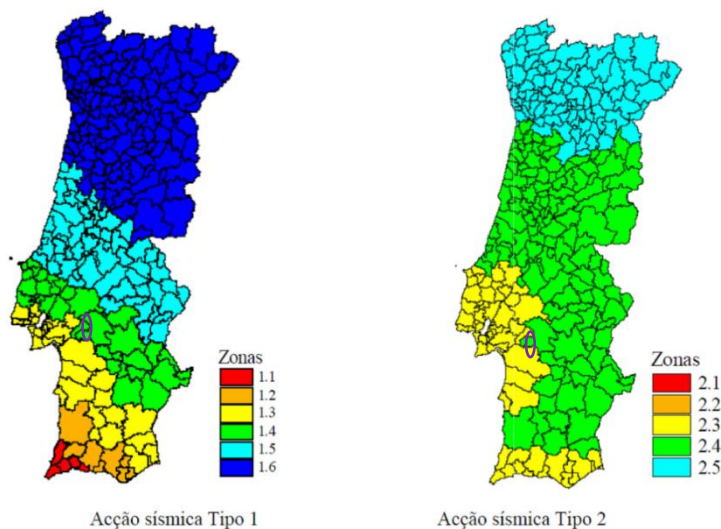 Zonas
1.1
1.2
1.3
1.4
1.5
1.6
Acção sísmica Tipo 1
Zonas
2.1
2.2
2.3
2.4
2.5
Acção sísmica Tipo 2